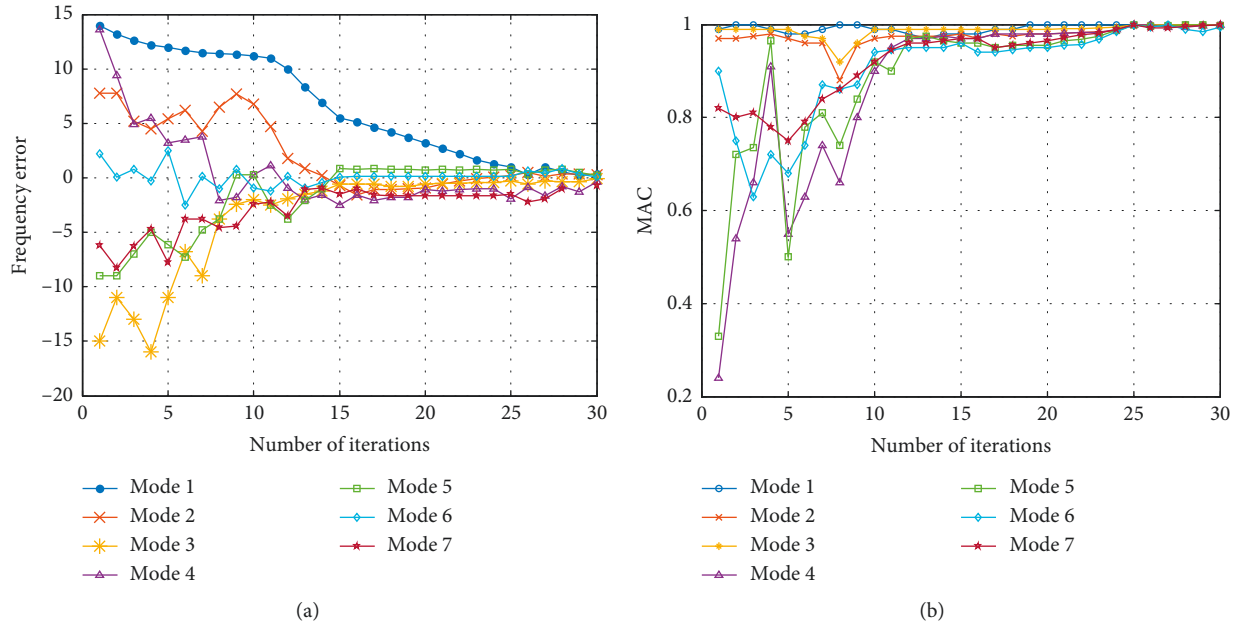 15
10
5
0
−5
−10
−15
−20
Frequency error
0 5 10 15 20 25 30
Number of iterations
Mode 1
Mode 2
Mode 3
Mode 4
Mode 5
Mode 6
Mode 7
(a)
1
0.8
0.6
0.4
0.2
MAC
0 5 10 15 20 25 30
Number of iterations
Mode 1
Mode 2
Mode 3
Mode 4
Mode 5
Mode 6
Mode 7
(b)